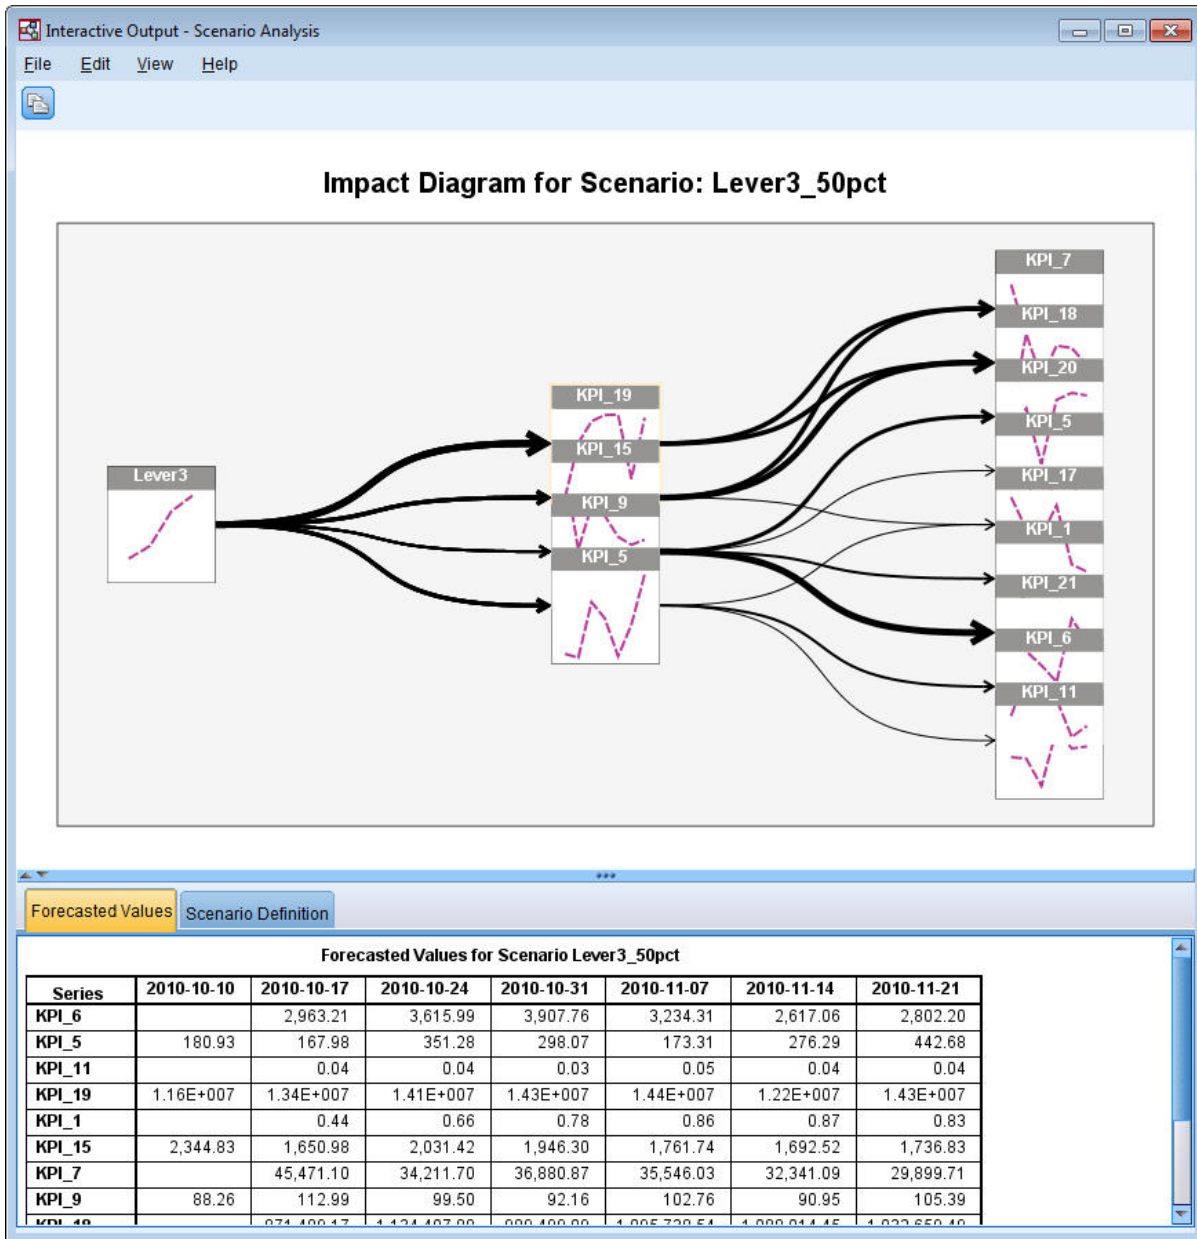 Interactive Output - Scenario Analysis
File Edit View Help
Impact Diagram for Scenario: Lever3_50pct
KPI_7
KPI_18
KPI_20
KPI_19
KPI_5
KPI_15
Lever3
KPI_17
KPI_9
KPI_1
KPI_5
KPI_21
KPI_6
KPI_11
Forecasted Values Scenario Definition
Forecasted Values for Scenario Lever3_50pct
Series 2010-10-10 2010-10-17 2010-10-24 2010-10-31 2010-11-07 2010-11-14 2010-11-21
KPI_6 2,963.21 3,615.99 3,907.76 3,234.31 2,617.06 2,802.20
KPI_5 180.93 167.98 351.28 298.07 173.31 276.29 442.68
KPI_11 0.04 0.04 0.03 0.05 0.04 0.04
KPI_19 1.16E+007 1.34E+007 1.41E+007 1.43E+007 1.44E+007 1.22E+007 1.43E+007
KPI_1 0.44 0.66 0.78 0.86 0.87 0.83
KPI_15 2,344.83 1,650.98 2,031.42 1,946.30 1,761.74 1,692.52 1,736.83
KPI_7 45,471.10 34,211.70 36,880.87 35,546.03 32,341.09 29,899.71
KPI_9 88.26 112.99 99.50 92.16 102.76 90.95 105.39
KPI_18